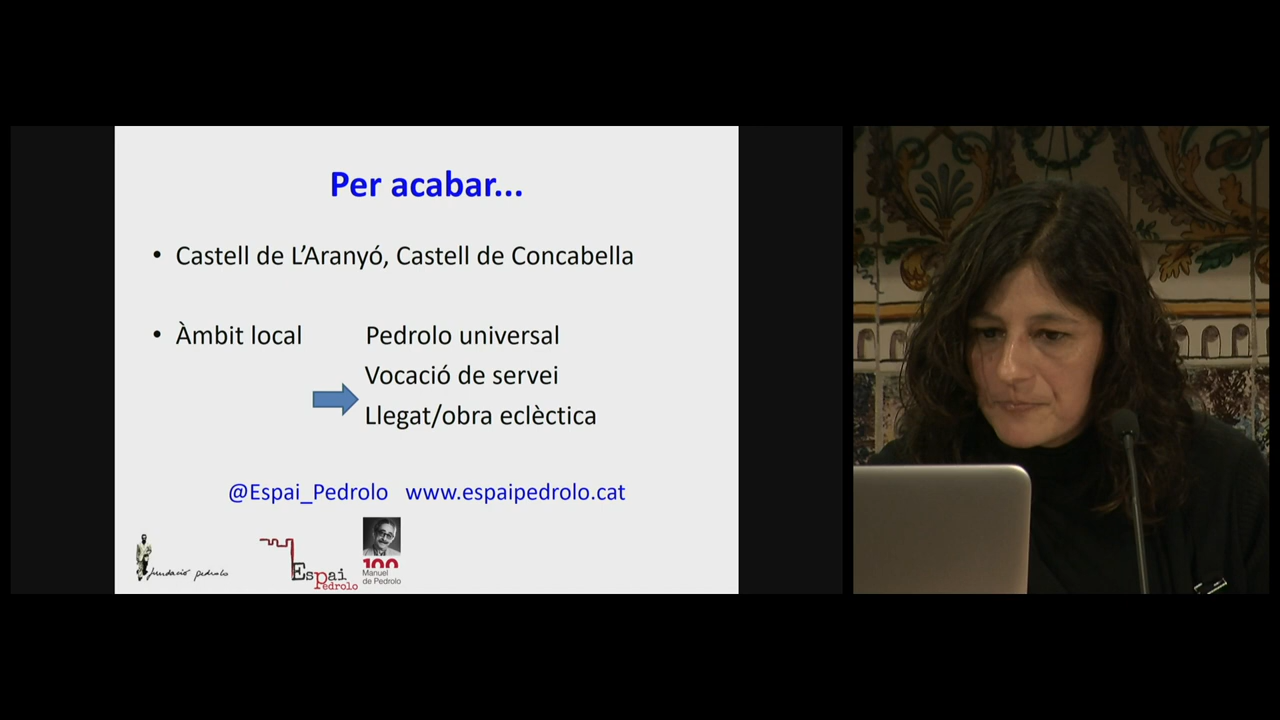 Per acabar...
• Castell de L’Aranyó, Castell de Concabella
• Àmbit local Pedrolo universal
Vocació de servei
Llegat/obra eclèctica
@Espai_Pedrolo www.espaipedrolo.cat
fundació pedrolo
Espai
Pedrolo
100
Manuel
de Pedrolo